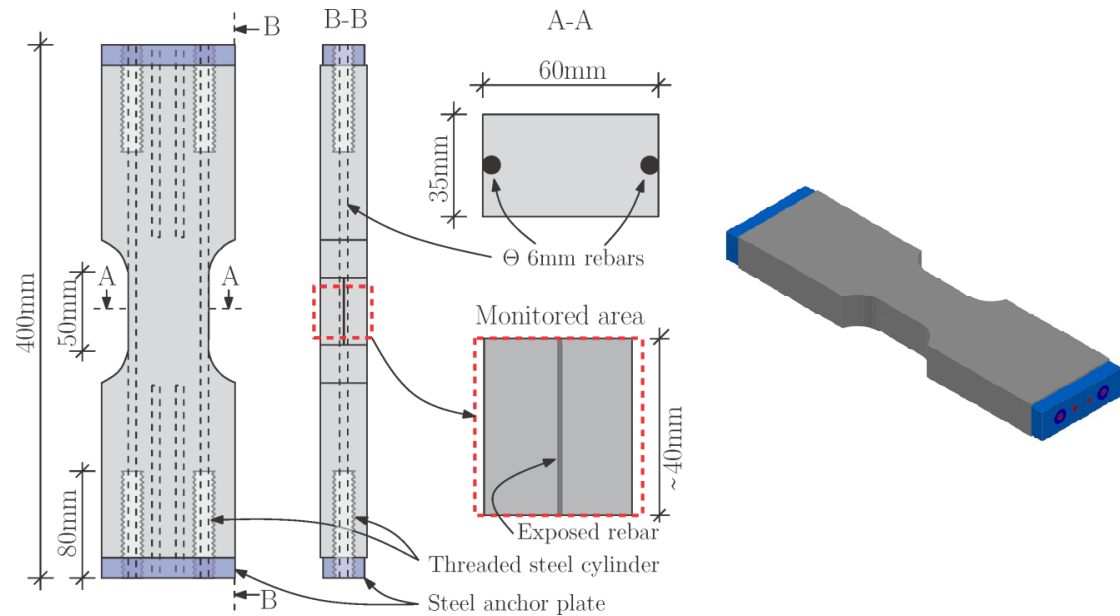 B
B-B
A-A
60mm
35mm
Θ 6mm rebars
A
A
400mm
50mm
Monitored area
~40mm
80mm
Exposed rebar
Threaded steel cylinder
Steel anchor plate
B